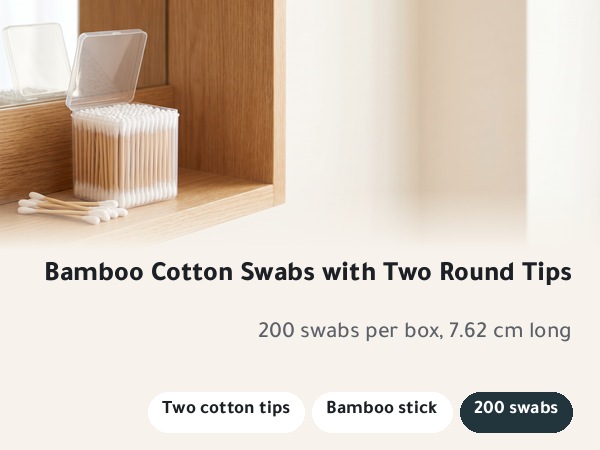 Bamboo Cotton Swabs with Two Round Tips
200 swabs per box, 7.62 cm long
Two cotton tips
Bamboo stick
200 swabs